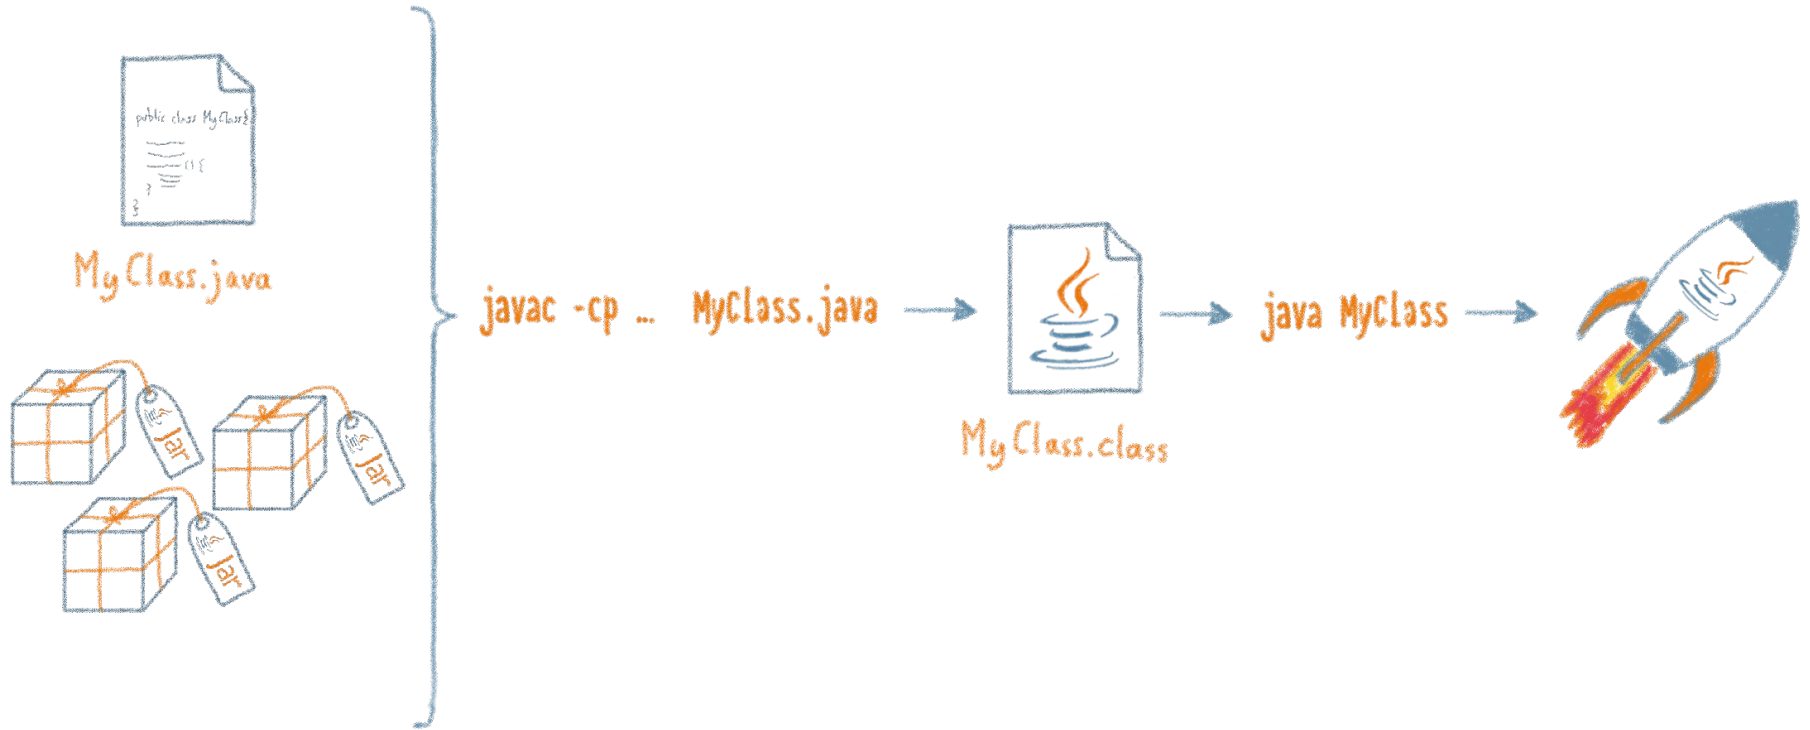 public class MyClass{
() {
}
}
MyClass.java
Jar
Jar
Jar
javac -cp ... MyClass.java
MyClass.class
java MyClass